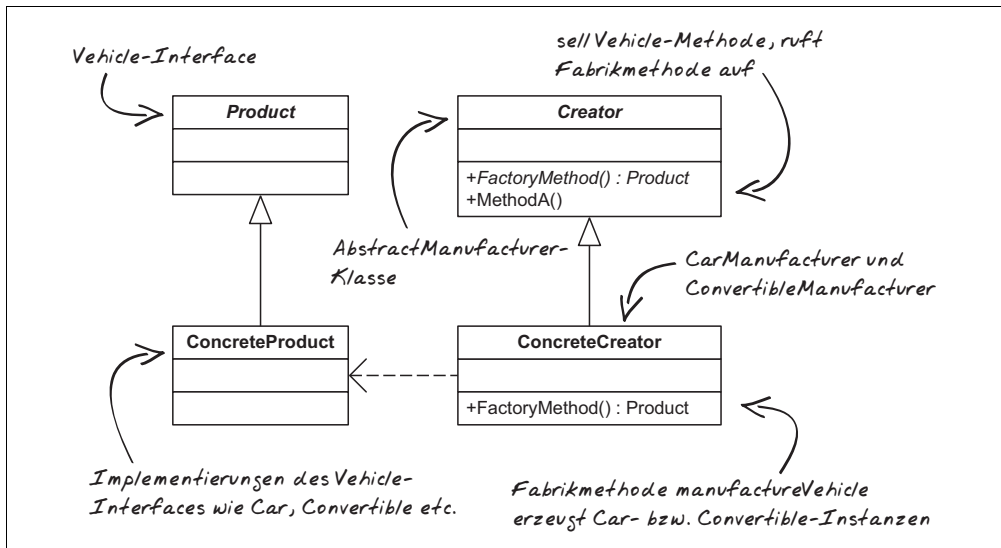 Vehicle-Interface
sellVehicle-Methode, ruft
Fabrikmethode auf
Product
Creator
+FactoryMethod() : Product
+MethodA()
AbstractManufacturer-
Klasse
CarManufacturer und
ConvertibleManufacturer
ConcreteProduct
ConcreteCreator
+FactoryMethod() : Product
Implementierungen des Vehicle-
Interfaces wie Car, Convertible etc.
Fabrikmethode manufactureVehicle
erzeugt Car- bzw. Convertible-Instanzen